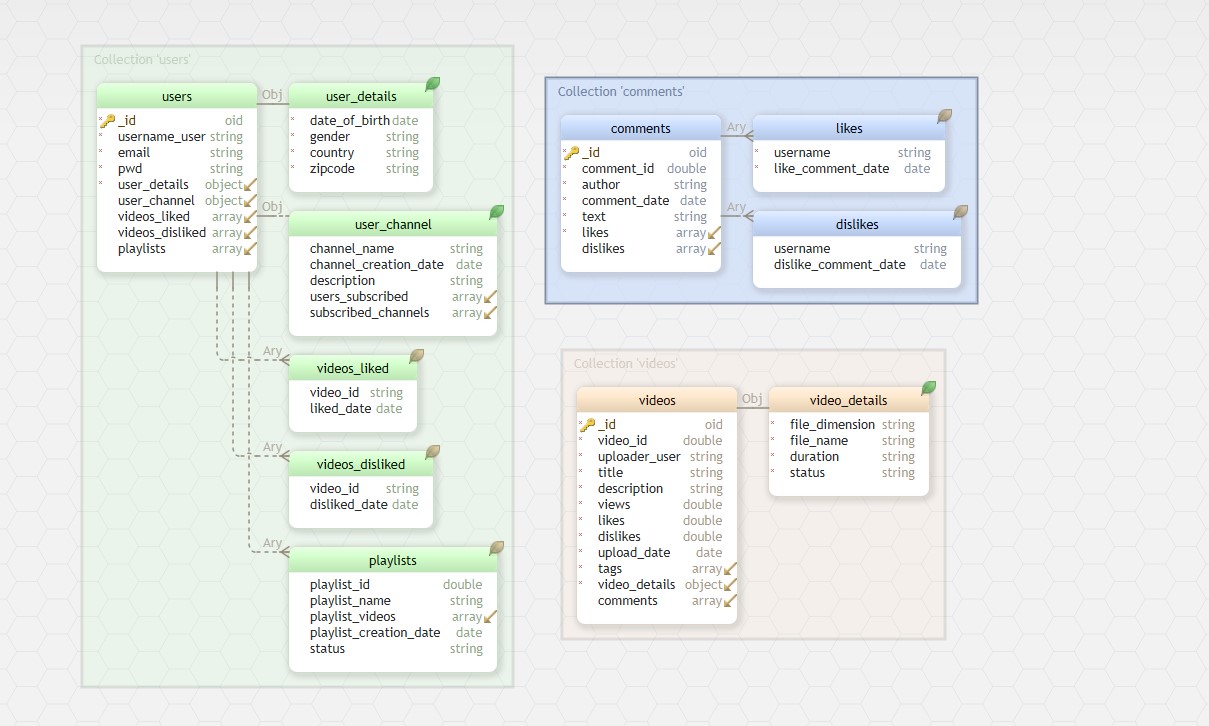 Collection 'users'
users
_id oid
username_user string
email string
pwd string
user_details object
user_channel object
videos_liked array
videos_disliked array
playlists array
Obj
user_details
date_of_birth date
gender string
country string
zipcode string
Obj
user_channel
channel_name string
channel_creation_date date
description string
users_subscribed array
subscribed_channels array
Ary
videos_liked
video_id string
liked_date date
Ary
videos_disliked
video_id string
disliked_date date
Ary
playlists
playlist_id double
playlist_name string
playlist_videos array
playlist_creation_date date
status string
Collection 'comments'
comments
_id oid
comment_id double
author string
comment_date date
text string
likes array
dislikes array
Ary
likes
username string
like_comment_date date
Ary
dislikes
username string
dislike_comment_date date
Collection 'videos'
videos
_id oid
video_id double
uploader_user string
title string
description string
views double
likes double
dislikes double
upload_date date
tags array
video_details object
comments array
Obj
video_details
file_dimension string
file_name string
duration string
status string